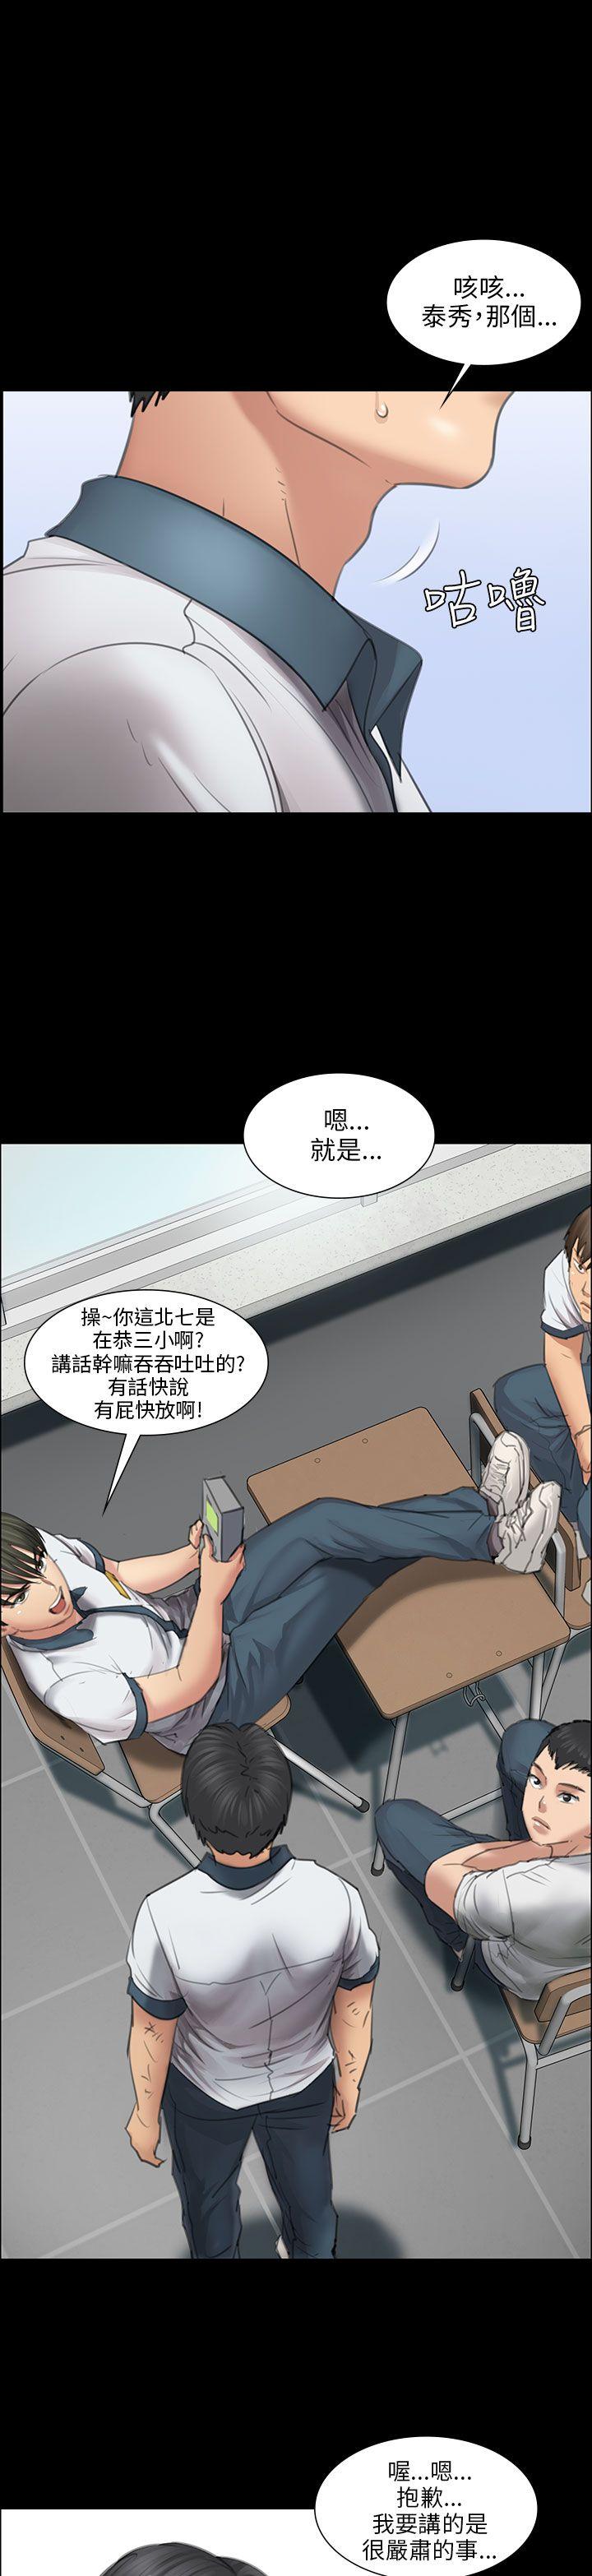 咳咳...
泰秀,那個...
咕嚕
嗯...
就是...
操~你這北七是
在恭三小啊?
講話幹嘛吞吞吐吐的?
有話快說
有屁快放啊!
喔...嗯...
抱歉...
我要講的是
很嚴肅的事...